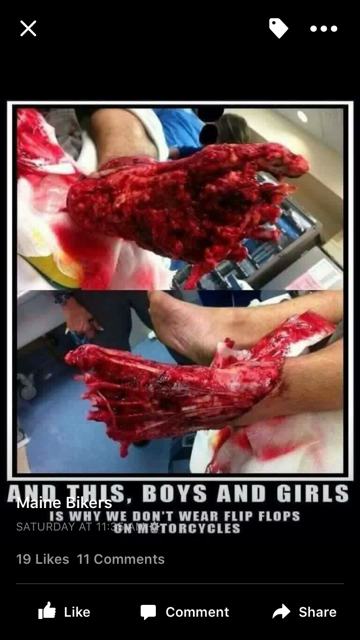 AND THIS, BOYS AND GIRLS
Maine Bikers
IS WHY WE DON'T WEAR FLIP FLOPS
SATURDAY AT
ON MOTORCYCLES
19 Likes 11 Comments
Like Comment Share